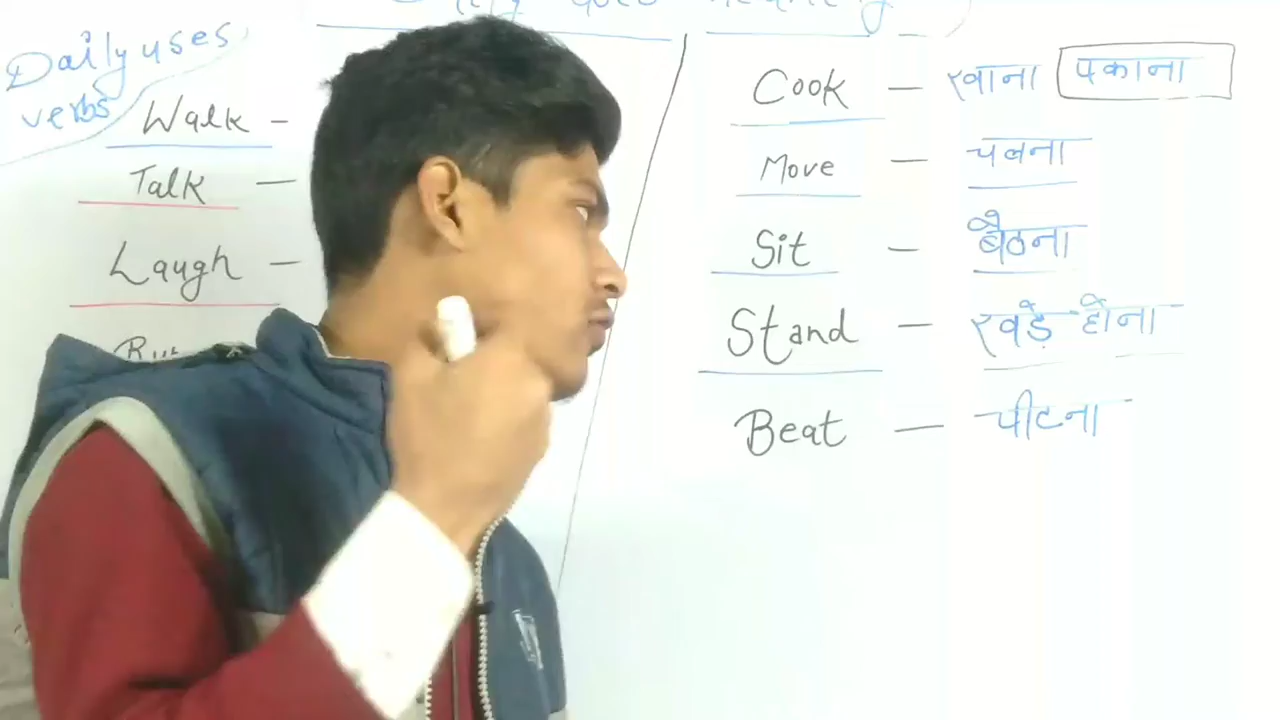 Daily uses
verbs
Walk -
Talk —
Laugh —
Cook — खाना पकाना
Move — चलना
Sit — बैठना
Stand — खड़े होना
Beat — पीटना